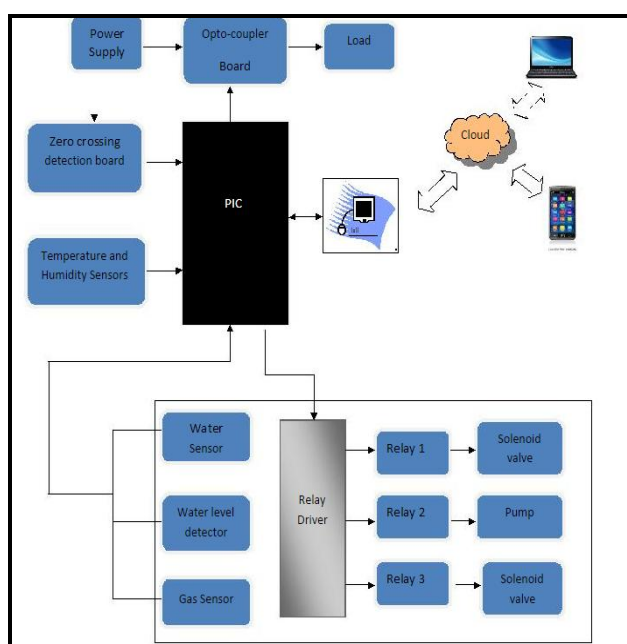 Power
Supply
Opto-coupler
Board
Load
Zero crossing
detection board
PIC
Cloud
Temperature and
Humidity Sensors
Water
Sensor
Water level
detector
Gas Sensor
Relay
Driver
Relay 1
Relay 2
Relay 3
Solenoid
valve
Pump
Solenoid
valve